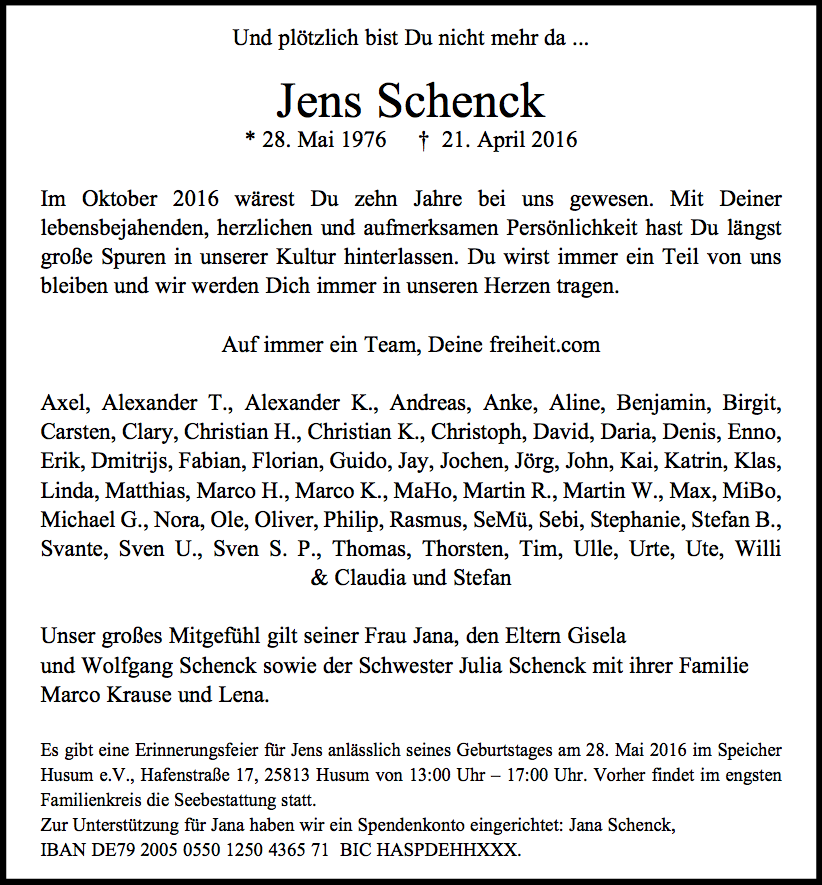 Und plötzlich bist Du nicht mehr da ...
Jens Schenck
* 28. Mai 1976 † 21. April 2016
Im Oktober 2016 wärest Du zehn Jahre bei uns gewesen. Mit Deiner
lebensbejahenden, herzlichen und aufmerksamen Persönlichkeit hast Du längst
große Spuren in unserer Kultur hinterlassen. Du wirst immer ein Teil von uns
bleiben und wir werden Dich immer in unseren Herzen tragen.
Auf immer ein Team, Deine freiheit.com
Axel, Alexander T., Alexander K., Andreas, Anke, Aline, Benjamin, Birgit,
Carsten, Clary, Christian H., Christian K., Christoph, David, Daria, Denis, Enno,
Erik, Dmitrijs, Fabian, Florian, Guido, Jay, Jochen, Jörg, John, Kai, Katrin, Klas,
Linda, Matthias, Marco H., Marco K., MaHo, Martin R., Martin W., Max, MiBo,
Michael G., Nora, Ole, Oliver, Philip, Rasmus, SeMü, Sebi, Stephanie, Stefan B.,
Svante, Sven U., Sven S. P., Thomas, Thorsten, Tim, Ulle, Urte, Ute, Willi
& Claudia und Stefan
Unser großes Mitgefühl gilt seiner Frau Jana, den Eltern Gisela
und Wolfgang Schenck sowie der Schwester Julia Schenck mit ihrer Familie
Marco Krause und Lena.
Es gibt eine Erinnerungsfeier für Jens anlässlich seines Geburtstages am 28. Mai 2016 im Speicher
Husum e.V., Hafenstraße 17, 25813 Husum von 13:00 Uhr – 17:00 Uhr. Vorher findet im engsten
Familienkreis die Seebestattung statt.
Zur Unterstützung für Jana haben wir ein Spendenkonto eingerichtet: Jana Schenck,
IBAN DE79 2005 0550 1250 4365 71 BIC HASPDEHHXXX.